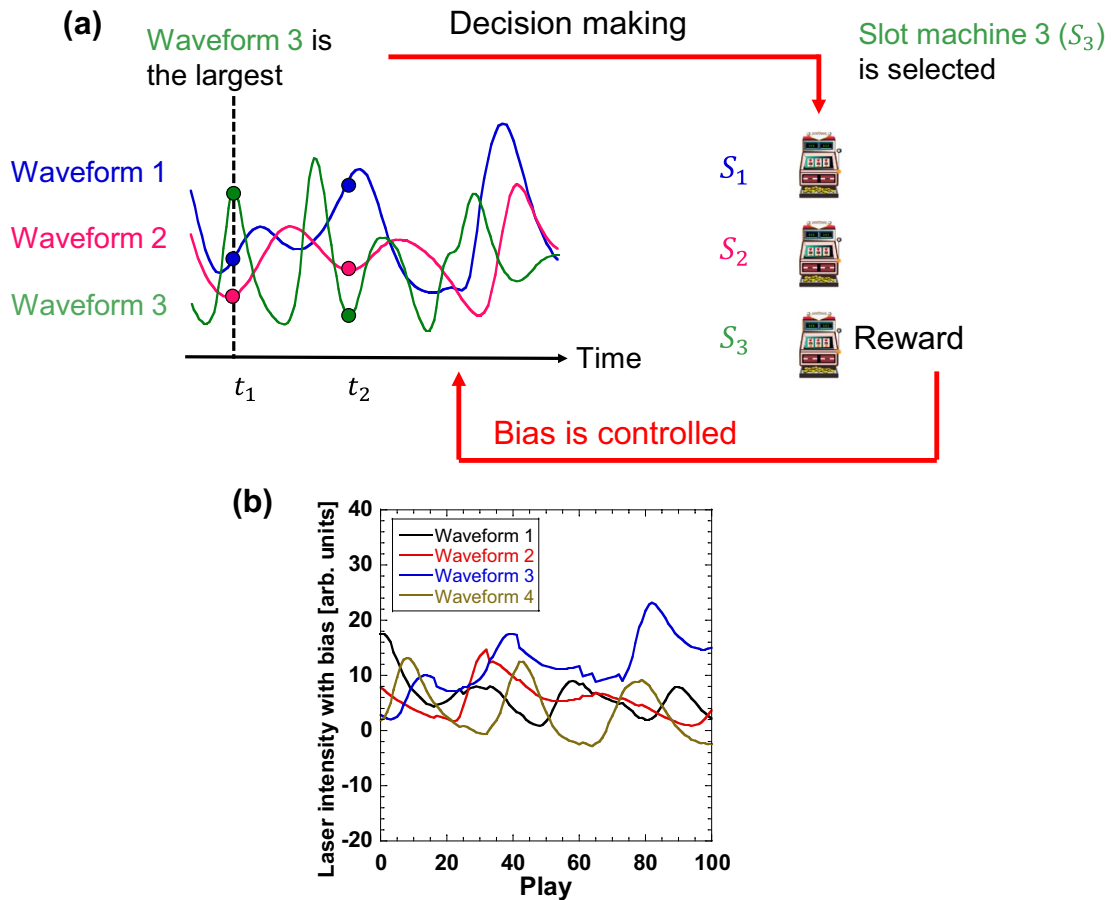 (a)
Waveform 3 is
the largest
Decision making
Slot machine 3 (S₃)
is selected
Waveform 1
Waveform 2
Waveform 3
S₁
S₂
S₃
Reward
Time
t₁
t₂
Bias is controlled
(b)
Laser intensity with bias [arb. units]
40
30
20
10
0
-10
-20
Waveform 1
Waveform 2
Waveform 3
Waveform 4
0 20 40 60 80 100
Play